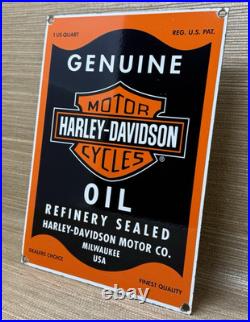 1 US QUART
REG. U.S. PAT.
GENUINE
MOTOR
HARLEY-DAVIDSON
CYCLES
OIL
REFINERY SEALED
HARLEY-DAVIDSON MOTOR CO.
MILWAUKEE
USA
DEALERS CHOICE
FINEST QUALITY